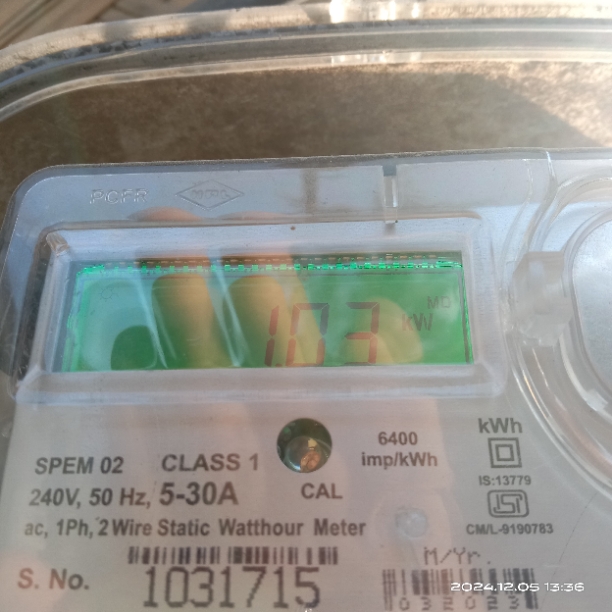 PCFR
MD
1.03 kW
SPEM 02 CLASS 1
6400
imp/kWh
kWh
240V, 50 Hz, 5-30A
CAL
IS:13779
ac, 1Ph, 2 Wire Static Watthour Meter
CM/L-9190783
M/Yr.
S. No. 1031715
032023
2024.12.05 13:36